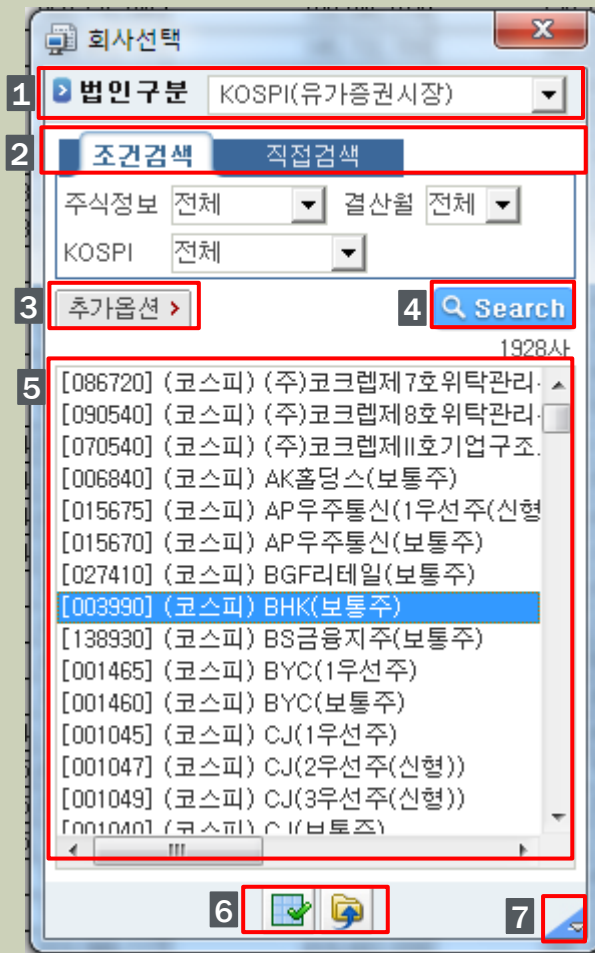 회사선택
1 법인구분 KOSPI(유가증권시장)
2 조건검색 직접검색
주식정보 전체 결산월 전체
KOSPI 전체
3 추가옵션 4 Search
1928사
5
[086720] (코스피) (주)코크렙제7호위탁관리
[090540] (코스피) (주)코크렙제8호위탁관리
[070540] (코스피) (주)코크렙제II호기업구조
[006840] (코스피) AK홀딩스(보통주)
[015675] (코스피) AP우주통신(1우선주(신형
[015670] (코스피) AP우주통신(보통주)
[027410] (코스피) BGF리테일(보통주)
[003990] (코스피) BHK(보통주)
[138930] (코스피) BS금융지주(보통주)
[001465] (코스피) BYC(1우선주)
[001460] (코스피) BYC(보통주)
[001045] (코스피) CJ(1우선주)
[001047] (코스피) CJ(2우선주(신형))
[001049] (코스피) CJ(3우선주(신형))
[001040] (코스피) CJ(보통주)
6 7